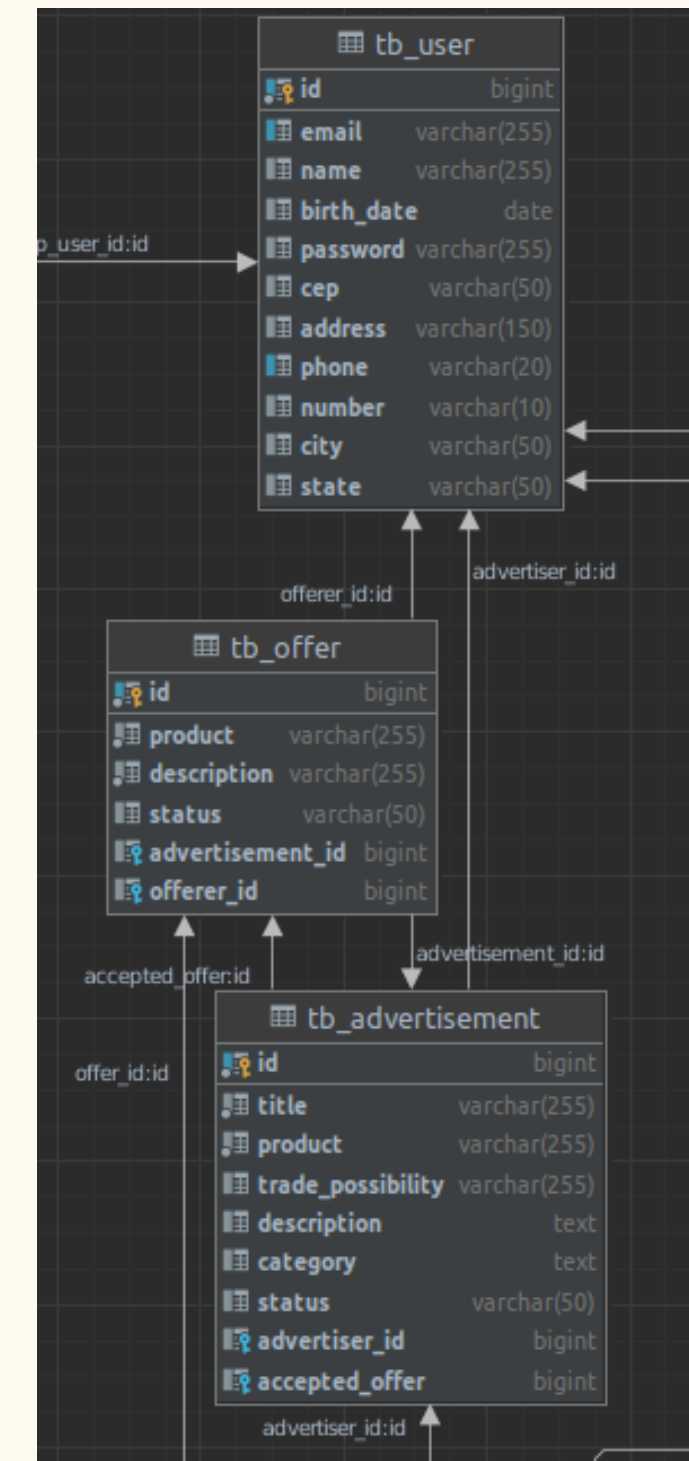 tb_user
id bigint
email varchar(255)
name varchar(255)
birth_date date
p_user_id:id
password varchar(255)
cep varchar(50)
address varchar(150)
phone varchar(20)
number varchar(10)
city varchar(50)
state varchar(50)
advertiser_id:id
offerer_id:id
tb_offer
id bigint
product varchar(255)
description varchar(255)
status varchar(50)
advertisement_id bigint
offerer_id bigint
advertisement_id:id
accepted_offer:id
tb_advertisement
id bigint
offer_id:id
title varchar(255)
product varchar(255)
trade_possibility varchar(255)
description text
category text
status varchar(50)
advertiser_id bigint
accepted_offer bigint
advertiser_id:id